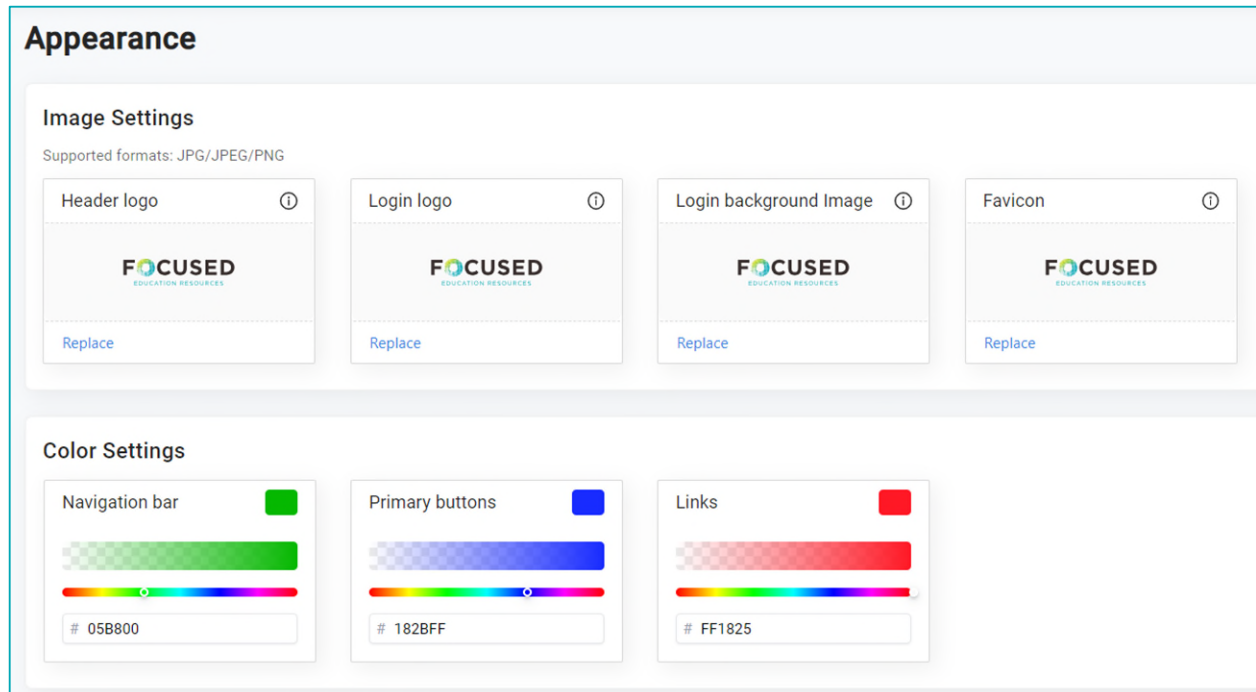 Appearance
Image Settings
Supported formats: JPG/JPEG/PNG
Header logo
Login logo
Login background Image
Favicon
FOCUSED
EDUCATION RESOURCES
FOCUSED
EDUCATION RESOURCES
FOCUSED
EDUCATION RESOURCES
FOCUSED
EDUCATION RESOURCES
Replace
Replace
Replace
Replace
Color Settings
Navigation bar
Primary buttons
Links
# 05B800
# 182BFF
# FF1825